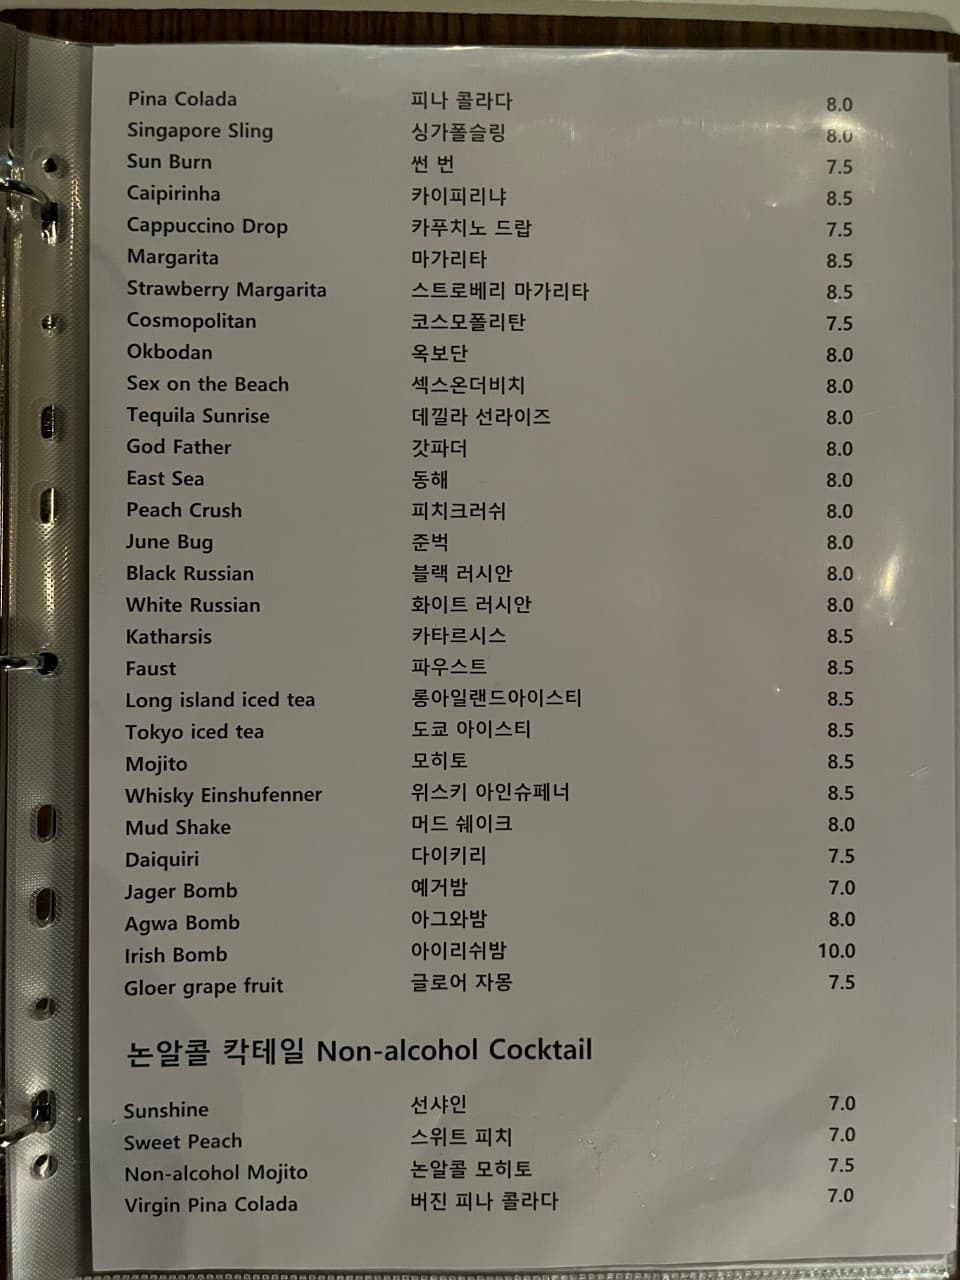 Pina Colada 피나 콜라다 8.0
Singapore Sling 싱가폴슬링 8.0
Sun Burn 썬 번 7.5
Caipirinha 카이피리냐 8.5
Cappuccino Drop 카푸치노 드랍 7.5
Margarita 마가리타 8.5
Strawberry Margarita 스트로베리 마가리타 8.5
Cosmopolitan 코스모폴리탄 7.5
Okbodan 옥보단 8.0
Sex on the Beach 섹스온더비치 8.0
Tequila Sunrise 데낄라 선라이즈 8.0
God Father 갓파더 8.0
East Sea 동해 8.0
Peach Crush 피치크러쉬 8.0
June Bug 준벅 8.0
Black Russian 블랙 러시안 8.0
White Russian 화이트 러시안 8.0
Katharsis 카타르시스 8.5
Faust 파우스트 8.5
Long island iced tea 롱아일랜드아이스티 8.5
Tokyo iced tea 도쿄 아이스티 8.5
Mojito 모히토 8.5
Whisky Einshufenner 위스키 아인슈페너 8.5
Mud Shake 머드 쉐이크 8.0
Daiquiri 다이키리 7.5
Jager Bomb 예거밤 7.0
Agwa Bomb 아그와밤 8.0
Irish Bomb 아이리쉬밤 10.0
Gloer grape fruit 글로어 자몽 7.5
논알콜 칵테일 Non-alcohol Cocktail
Sunshine 선샤인 7.0
Sweet Peach 스위트 피치 7.0
Non-alcohol Mojito 논알콜 모히토 7.5
Virgin Pina Colada 버진 피나 콜라다 7.0